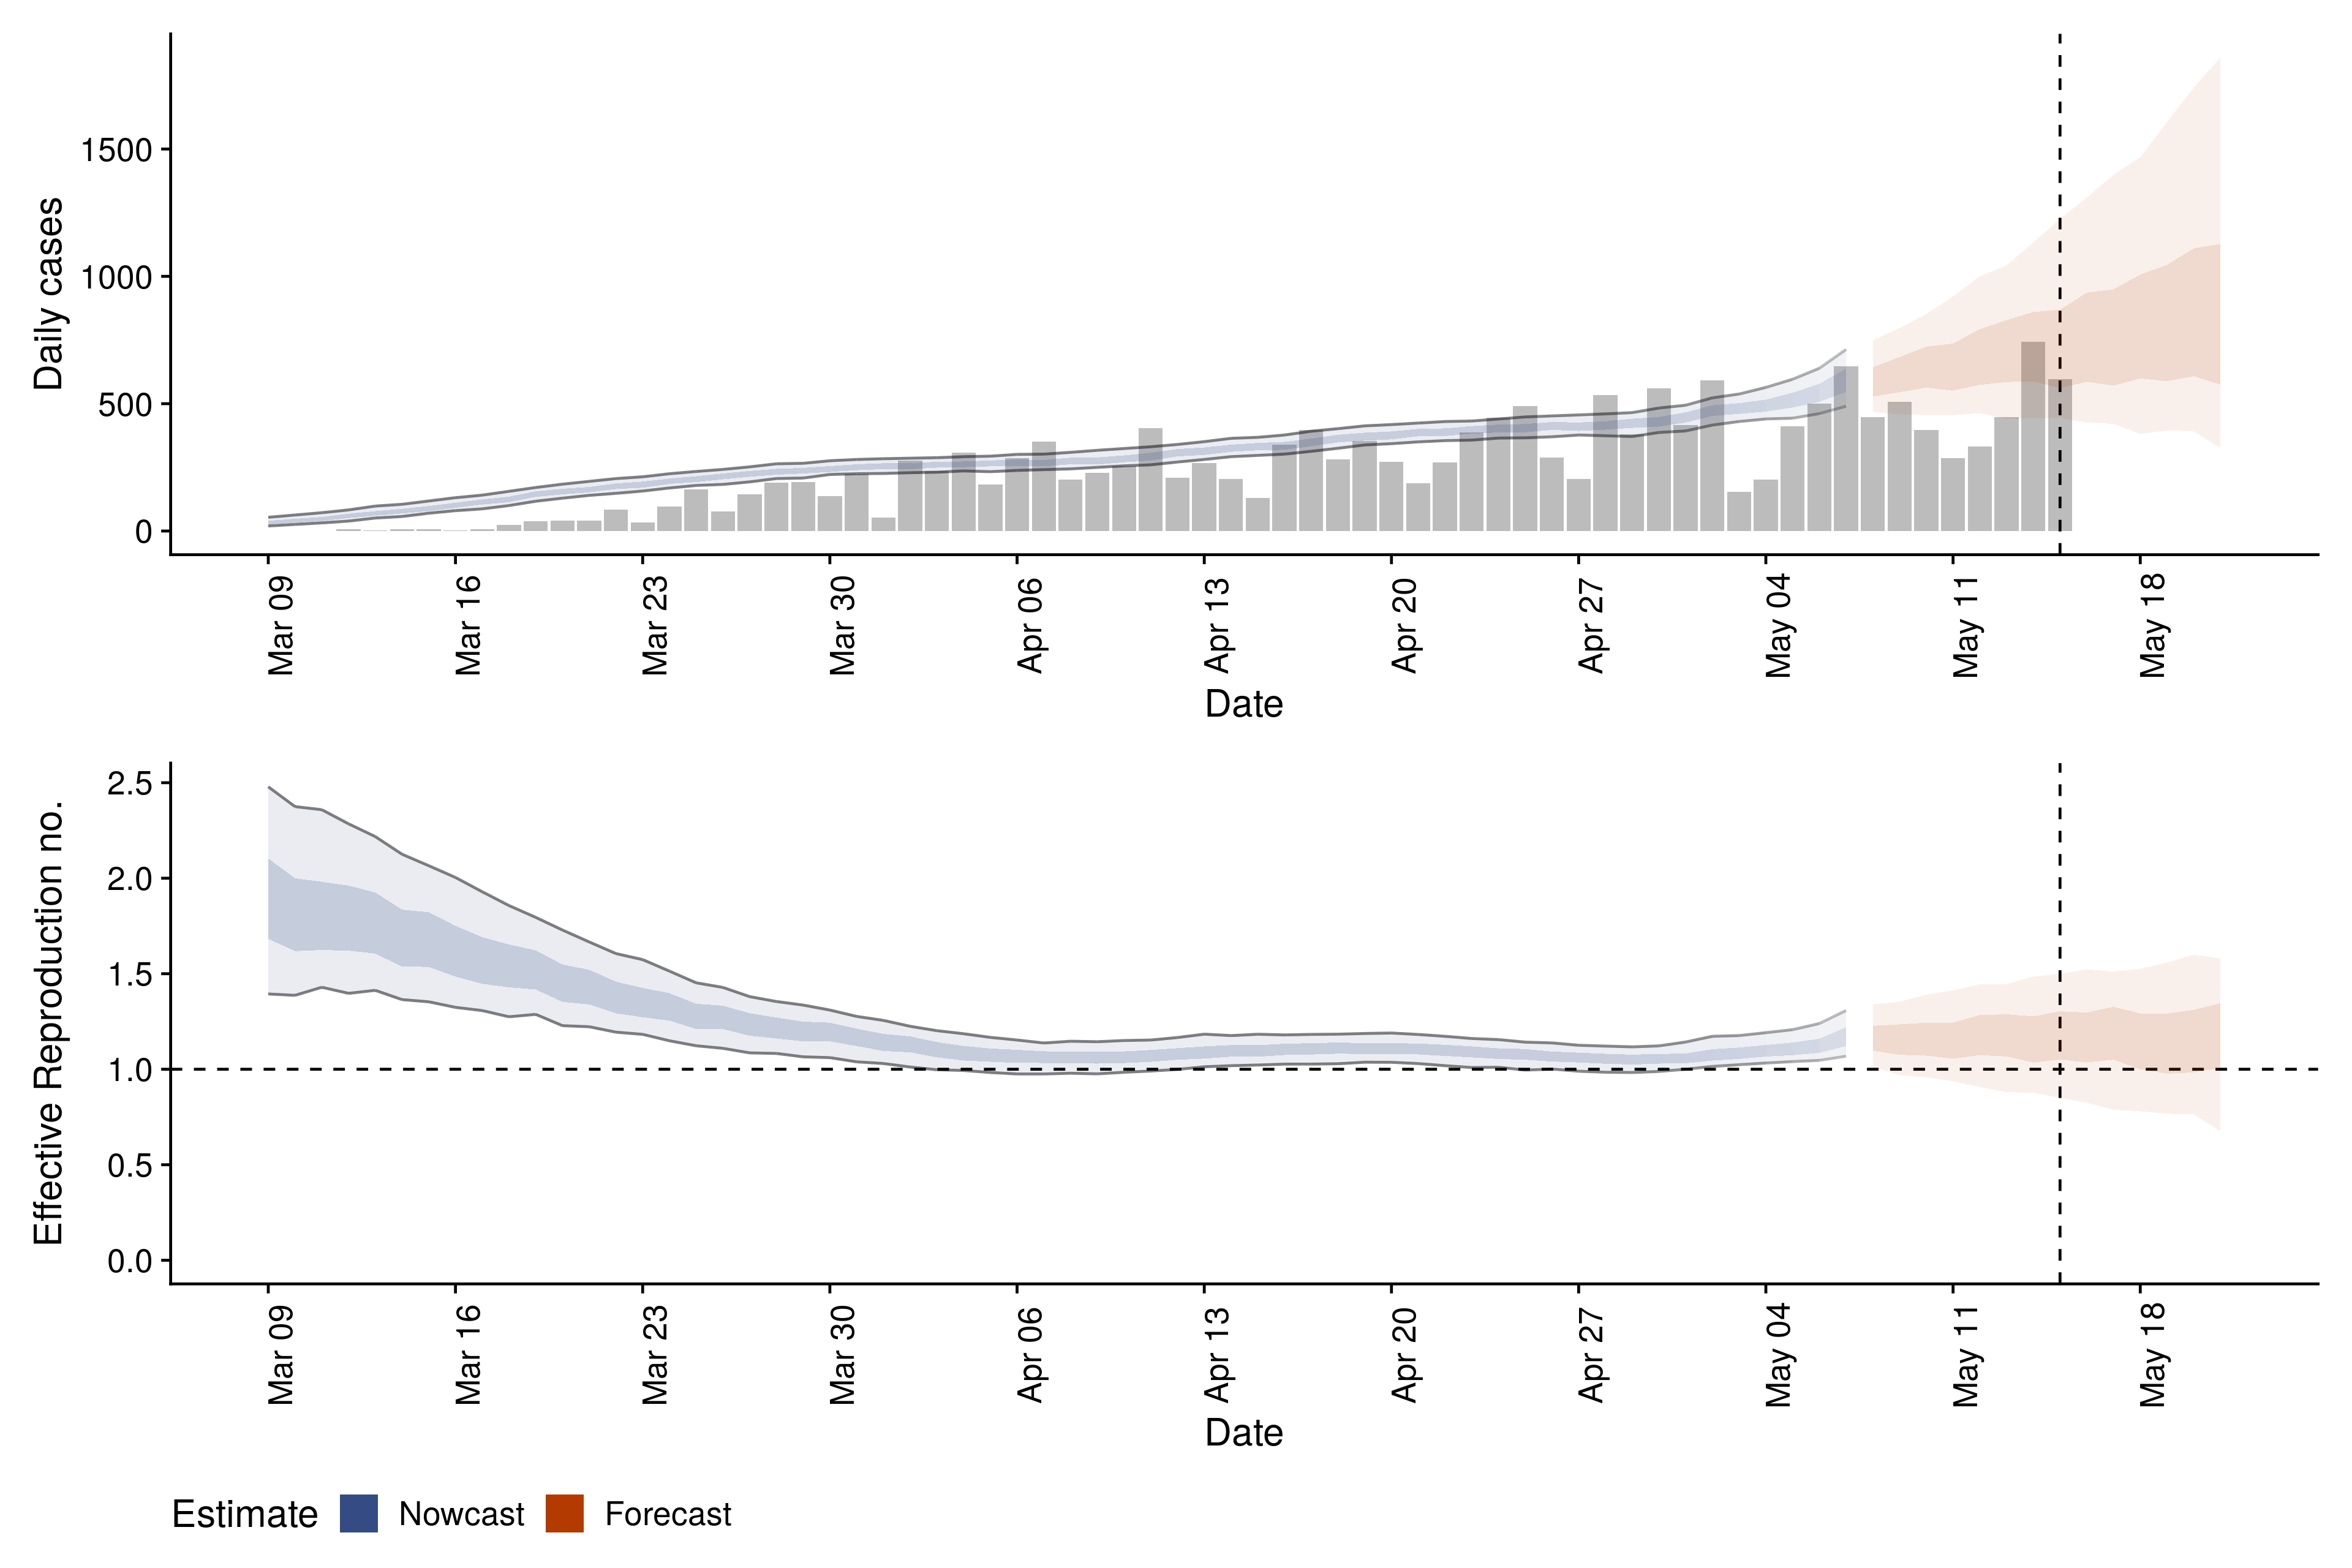 Daily cases
1500
1000
500
0
Mar 09
Mar 16
Mar 23
Mar 30
Apr 06
Apr 13
Apr 20
Apr 27
May 04
May 11
May 18
Date
Effective Reproduction no.
2.5
2.0
1.5
1.0
0.5
0.0
Mar 09
Mar 16
Mar 23
Mar 30
Apr 06
Apr 13
Apr 20
Apr 27
May 04
May 11
May 18
Date
Estimate Nowcast Forecast